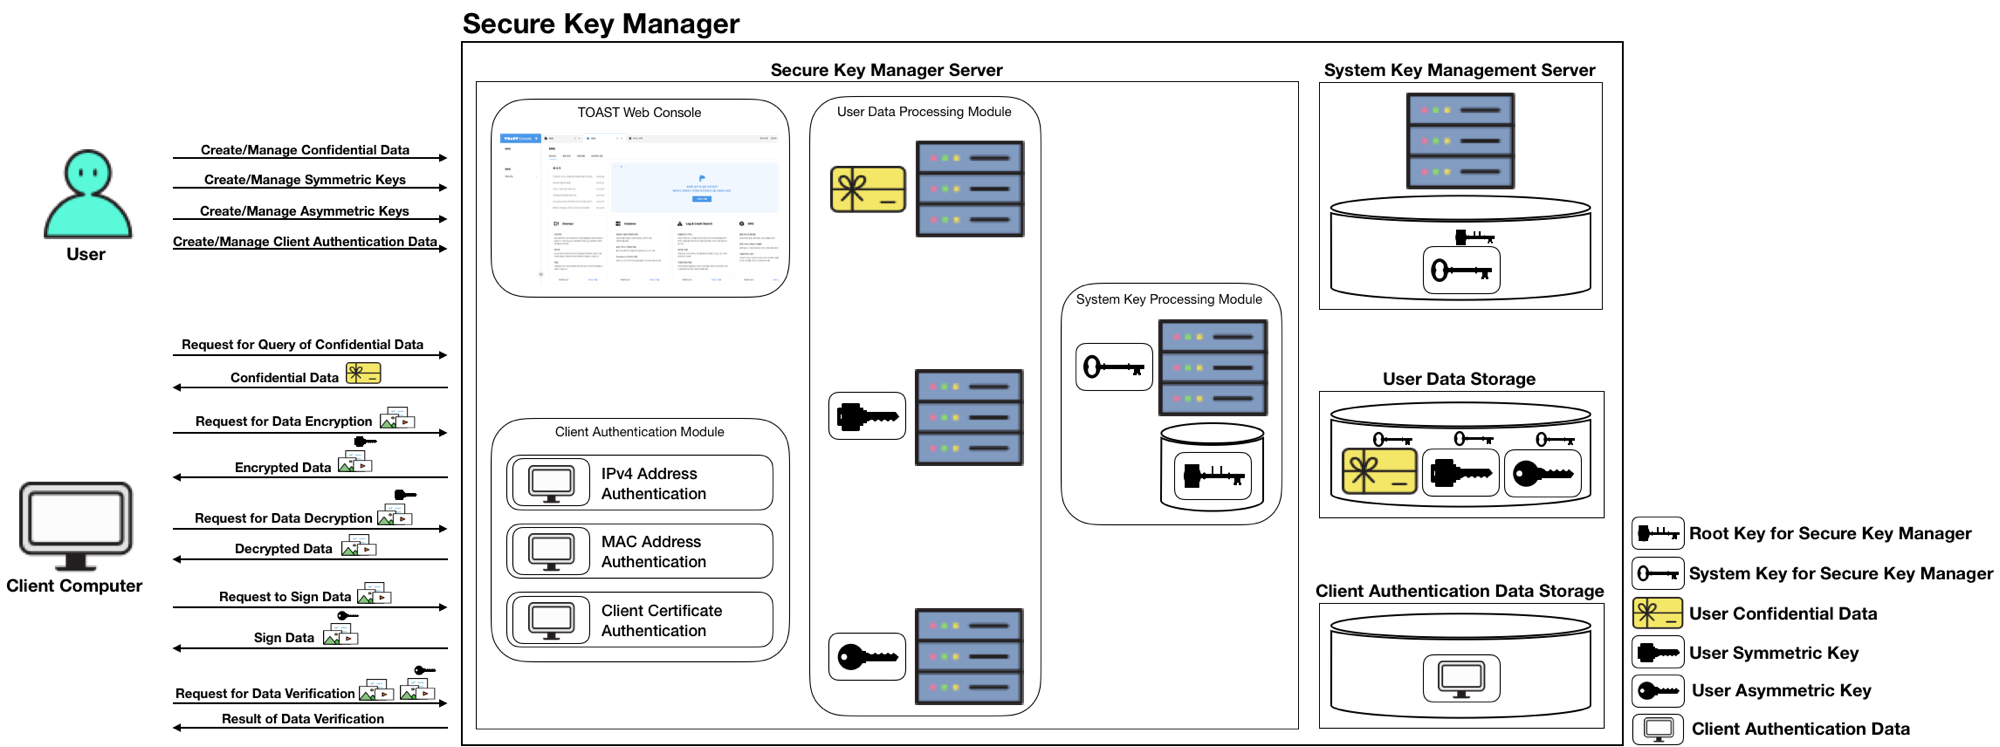 Secure Key Manager
Secure Key Manager Server
System Key Management Server
TOAST Web Console
User Data Processing Module
Create/Manage Confidential Data
Create/Manage Symmetric Keys
Create/Manage Asymmetric Keys
Create/Manage Client Authentication Data
User
System Key Processing Module
Request for Query of Confidential Data
Confidential Data
Request for Data Encryption
Encrypted Data
Request for Data Decryption
Decrypted Data
Request to Sign Data
Sign Data
Request for Data Verification
Result of Data Verification
Client Computer
Client Authentication Module
IPv4 Address
Authentication
MAC Address
Authentication
Client Certificate
Authentication
User Data Storage
Client Authentication Data Storage
Root Key for Secure Key Manager
System Key for Secure Key Manager
User Confidential Data
User Symmetric Key
User Asymmetric Key
Client Authentication Data